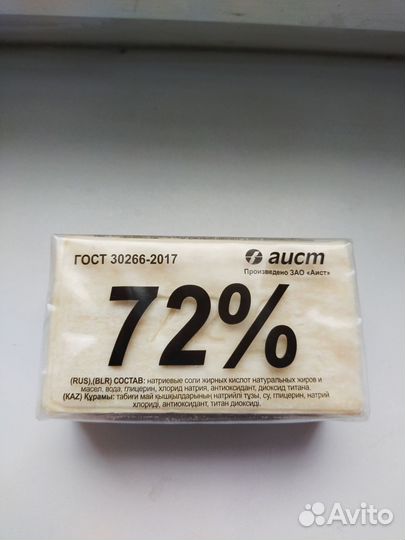 ГОСТ 30266-2017
аист
Произведено ЗАО «Аист»
72%
(RUS),(BLR) СОСТАВ: натриевые соли жирных кислот натуральных жиров и
масел, вода, глицерин, хлорид натрия, антиоксидант, диоксид титана.
(KAZ) Құрамы: табиғи май қышқылдарының натрийлі тұзы, су, глицерин, натрий
хлориді, антиоксидант, титан диоксиді.
Avito